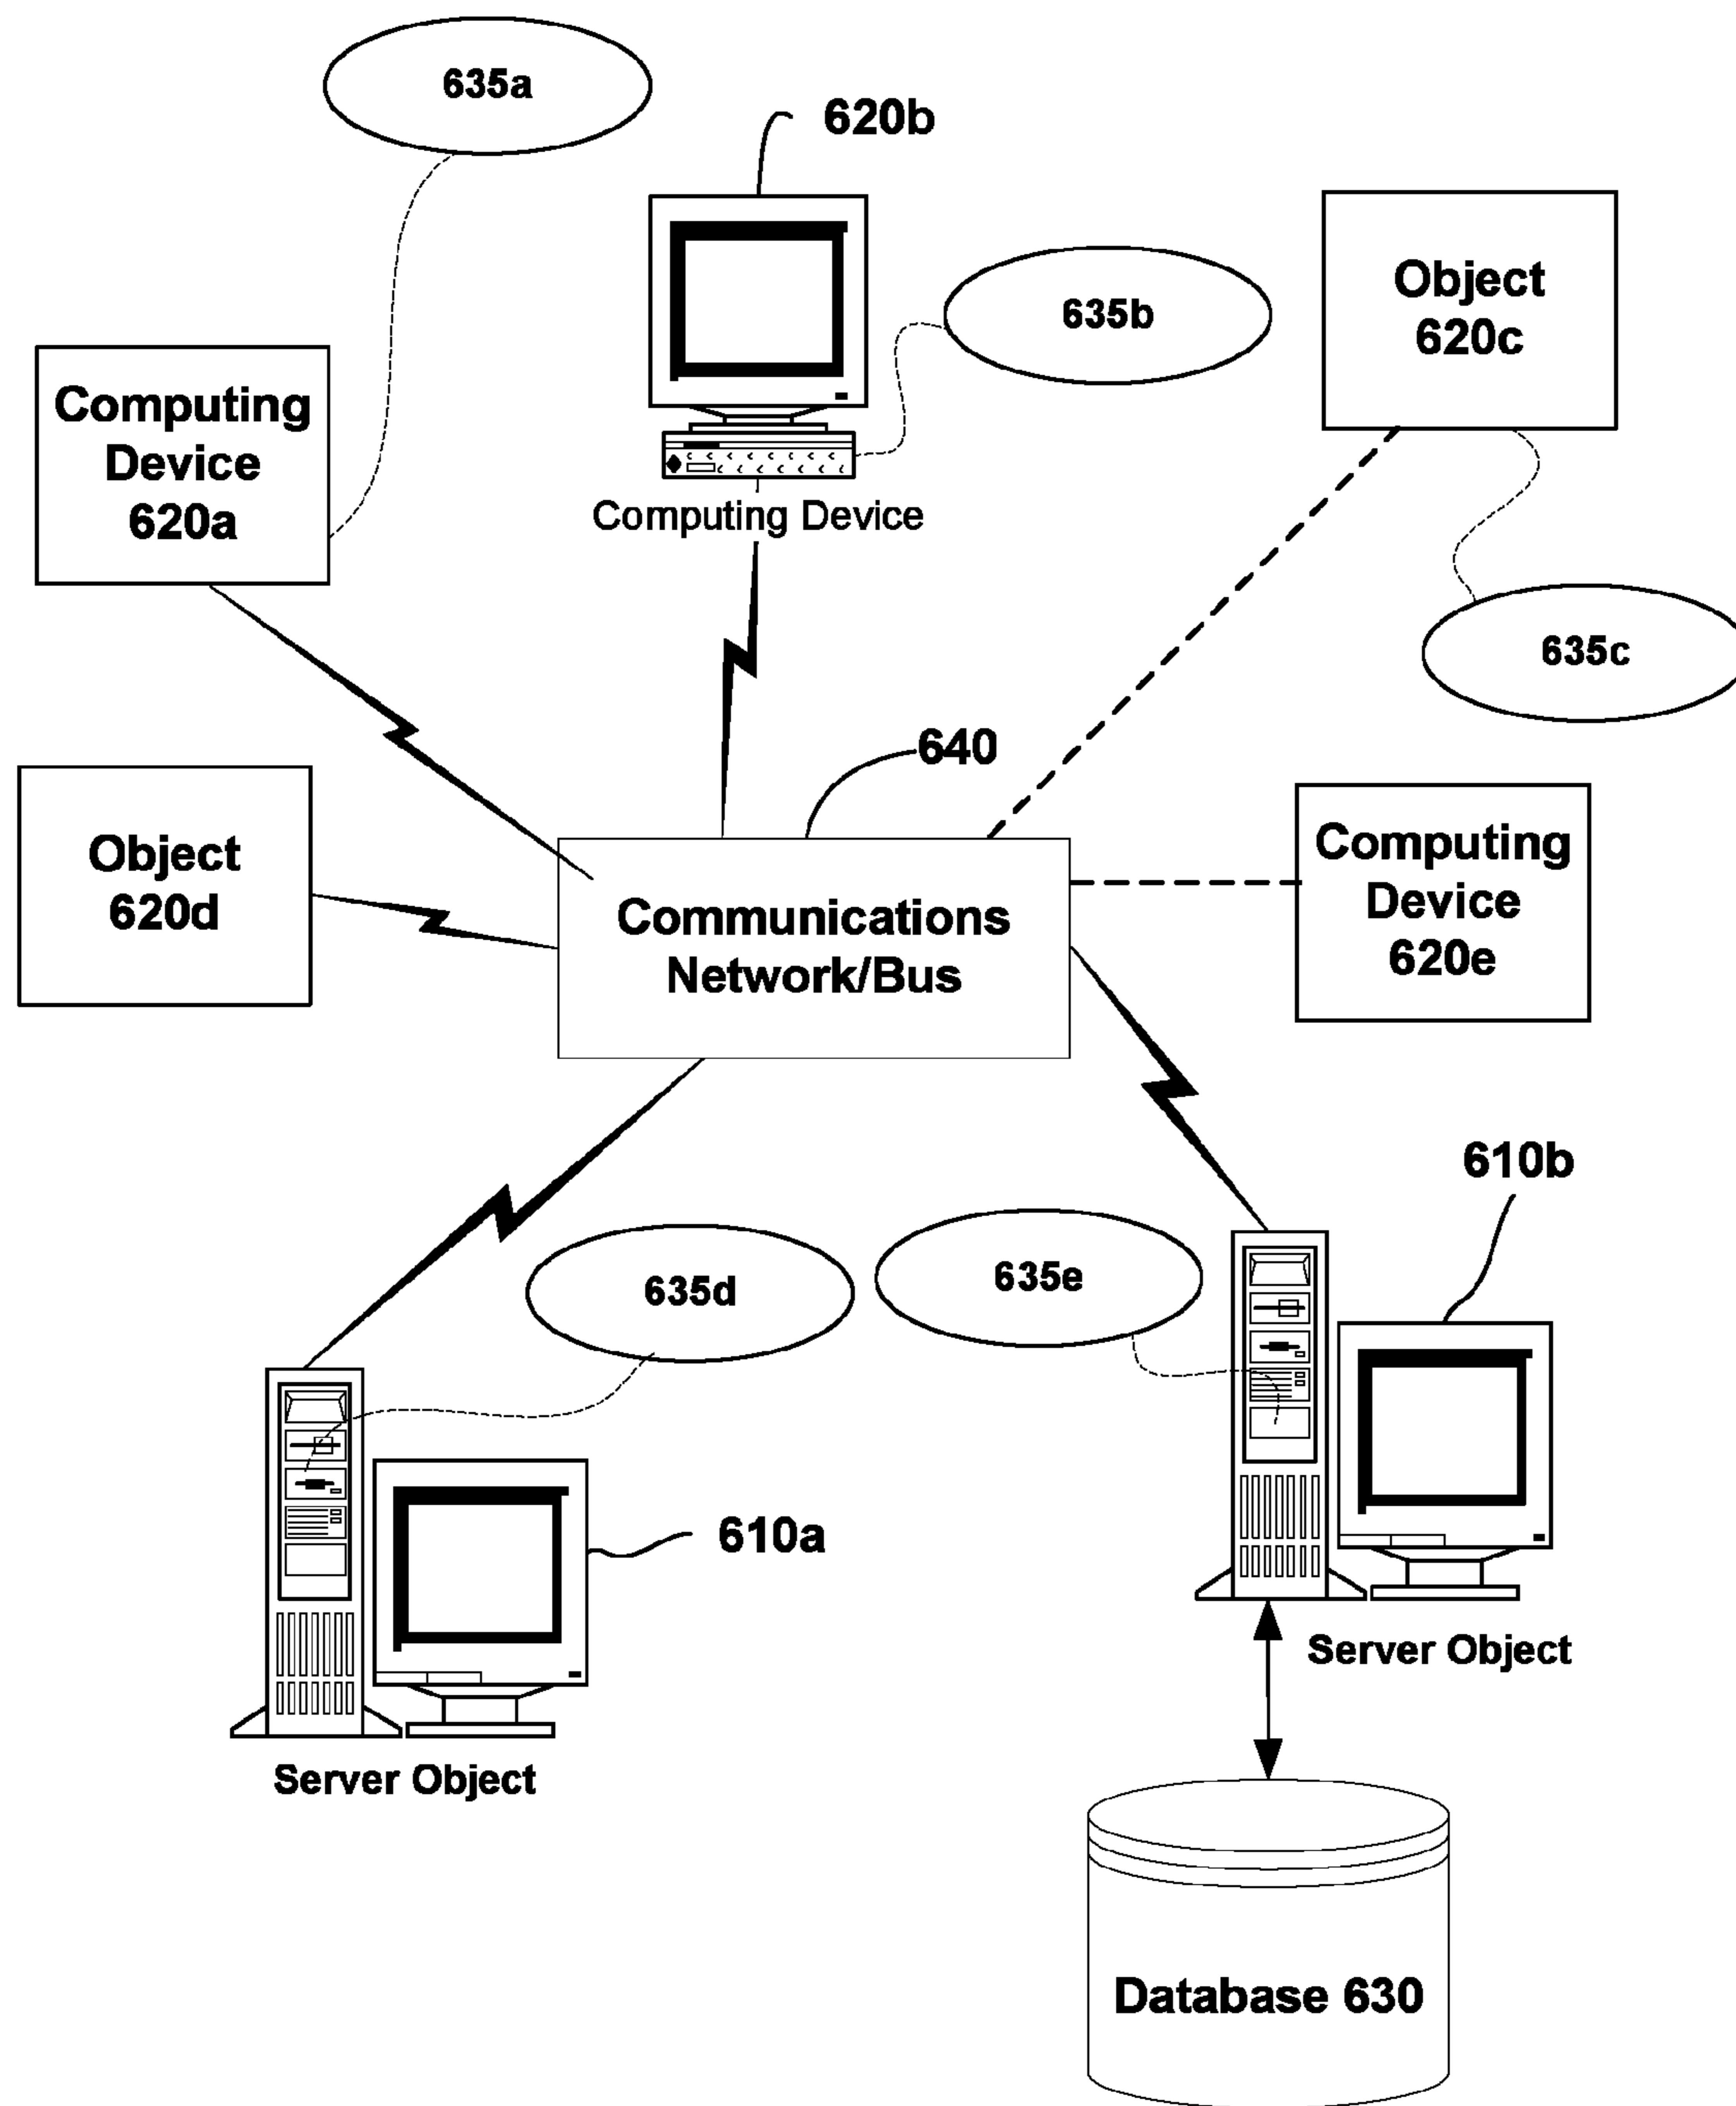 635a
620b
635b
Object
620c
Computing
Device
620a
Computing Device
635c
640
Object
620d
Communications
Network/Bus
Computing
Device
620e
610b
635d
635e
610a
Server Object
Server Object
Database 630